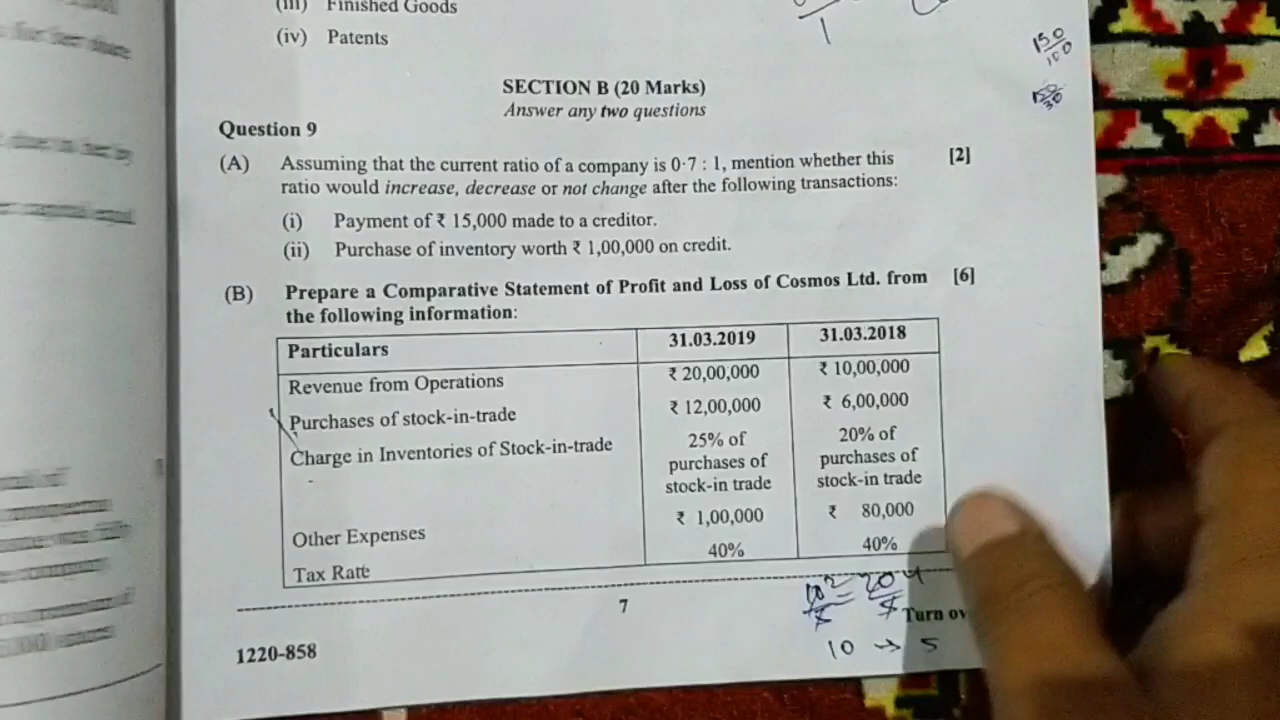 (iii) Finished Goods
(iv) Patents
150/100
SECTION B (20 Marks)
Answer any two questions
Question 9
(A) Assuming that the current ratio of a company is 0·7 : 1, mention whether this [2]
ratio would increase, decrease or not change after the following transactions:
(i) Payment of ₹ 15,000 made to a creditor.
(ii) Purchase of inventory worth ₹ 1,00,000 on credit.
(B) Prepare a Comparative Statement of Profit and Loss of Cosmos Ltd. from [6]
the following information:
Particulars 31.03.2019 31.03.2018
Revenue from Operations ₹ 20,00,000 ₹ 10,00,000
Purchases of stock-in-trade ₹ 12,00,000 ₹ 6,00,000
Charge in Inventories of Stock-in-trade 25% of 20% of
purchases of purchases of
stock-in trade stock-in trade
Other Expenses ₹ 1,00,000 ₹ 80,000
Tax Rate 40% 40%
7
Turn ov
10 → 5
1220-858